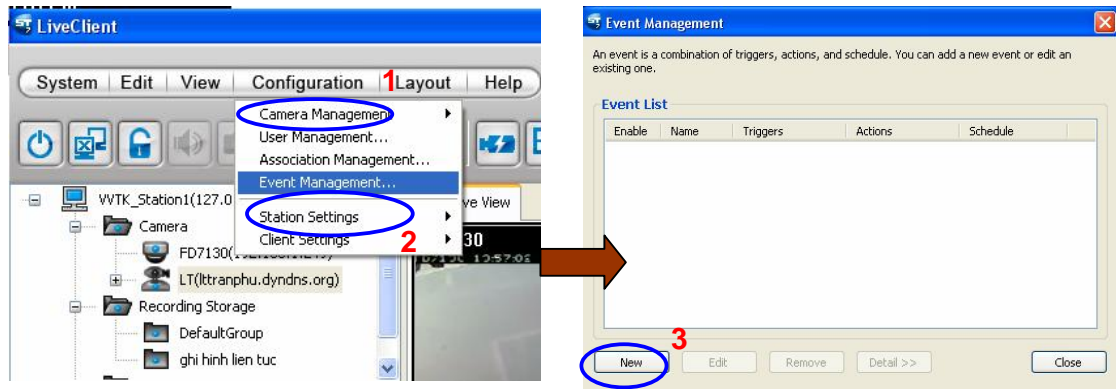 LiveClient
System Edit View Configuration 1 Layout Help
Camera Management
User Management...
Association Management...
Event Management...
Station Settings
Client Settings
2
VVTK_Station1(127.0
Camera
FD7130(
LT(lttranphu.dyndns.org)
Recording Storage
DefaultGroup
ghi hinh lien tuc
ve View
30
13:57:02
Event Management
An event is a combination of triggers, actions, and schedule. You can add a new event or edit an
existing one.
Event List
Enable Name Triggers Actions Schedule
3
New Edit Remove Detail >> Close